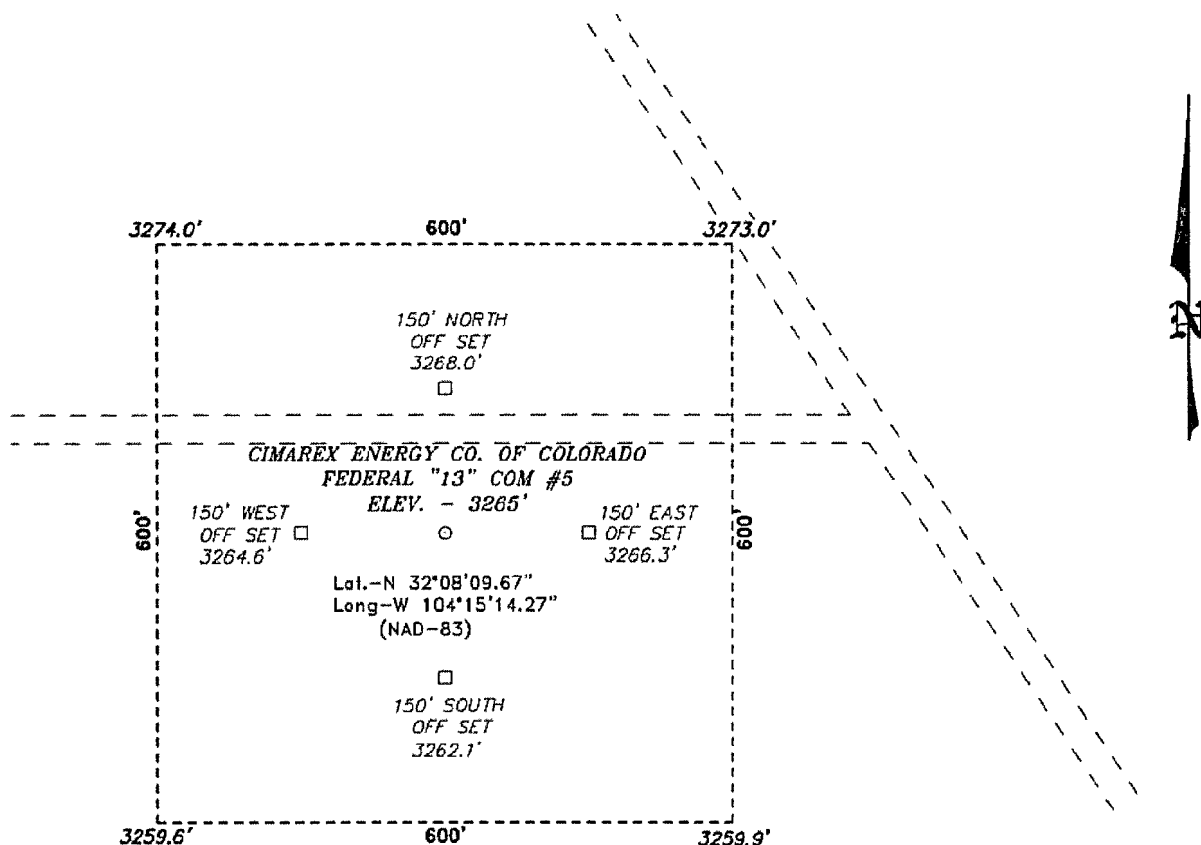 3274.0' 600' 3273.0'
150' NORTH
OFF SET
3268.0'
CIMAREX ENERGY CO. OF COLORADO
FEDERAL "13" COM #5
ELEV. - 3265'
150' WEST
OFF SET
3264.6'
150' EAST
OFF SET
3266.3'
600'
600'
Lat.-N 32°08'09.67"
Long-W 104°15'14.27"
(NAD-83)
150' SOUTH
OFF SET
3262.1'
3259.6' 600' 3259.9'
N